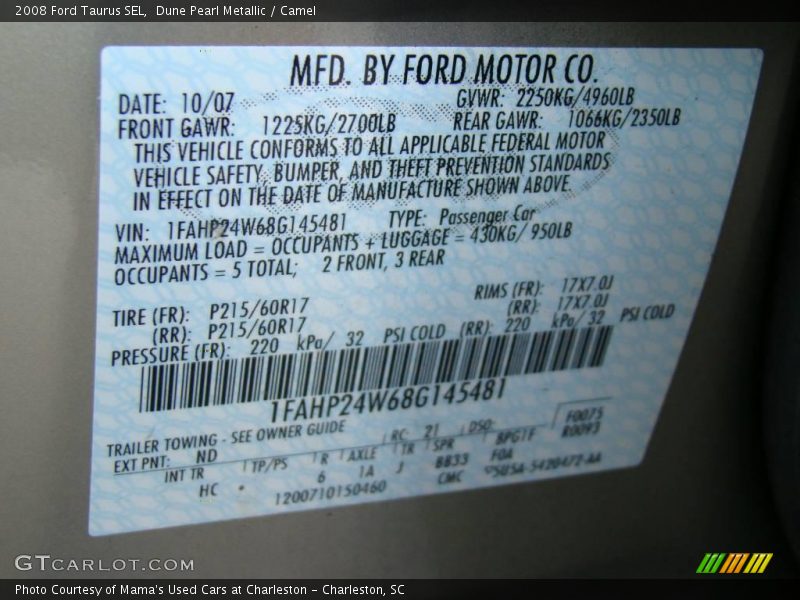 2008 Ford Taurus SEL,  Dune Pearl Metallic / Camel
MFD. BY FORD MOTOR CO.
DATE: 10/07 GVWR: 2250KG/4960LB
FRONT GAWR: 1225KG/2700LB REAR GAWR: 1066KG/2350LB
THIS VEHICLE CONFORMS TO ALL APPLICABLE FEDERAL MOTOR
VEHICLE SAFETY, BUMPER, AND THEFT PREVENTION STANDARDS
IN EFFECT ON THE DATE OF MANUFACTURE SHOWN ABOVE.
VIN: 1FAHP24W68G145481 TYPE: Passenger Car
MAXIMUM LOAD = OCCUPANTS + LUGGAGE = 430KG/ 950LB
OCCUPANTS = 5 TOTAL; 2 FRONT, 3 REAR
TIRE (FR): P215/60R17 RIMS (FR): 17X7.0J
(RR): P215/60R17 (RR): 17X7.0J
PRESSURE (FR): 220 kPa/ 32 PSI COLD (RR): 220 kPa/ 32 PSI COLD
1FAHP24W68G145481
TRAILER TOWING - SEE OWNER GUIDE F0075
EXT PNT: ND RC: 21 DSO: R0093
INT TR TP/PS R AXLE TR SPR
HC * 6 1A J BB33 FOA
1200710150460 CMC
GTCARLOT.COM
Photo Courtesy of Mama's Used Cars at Charleston - Charleston, SC